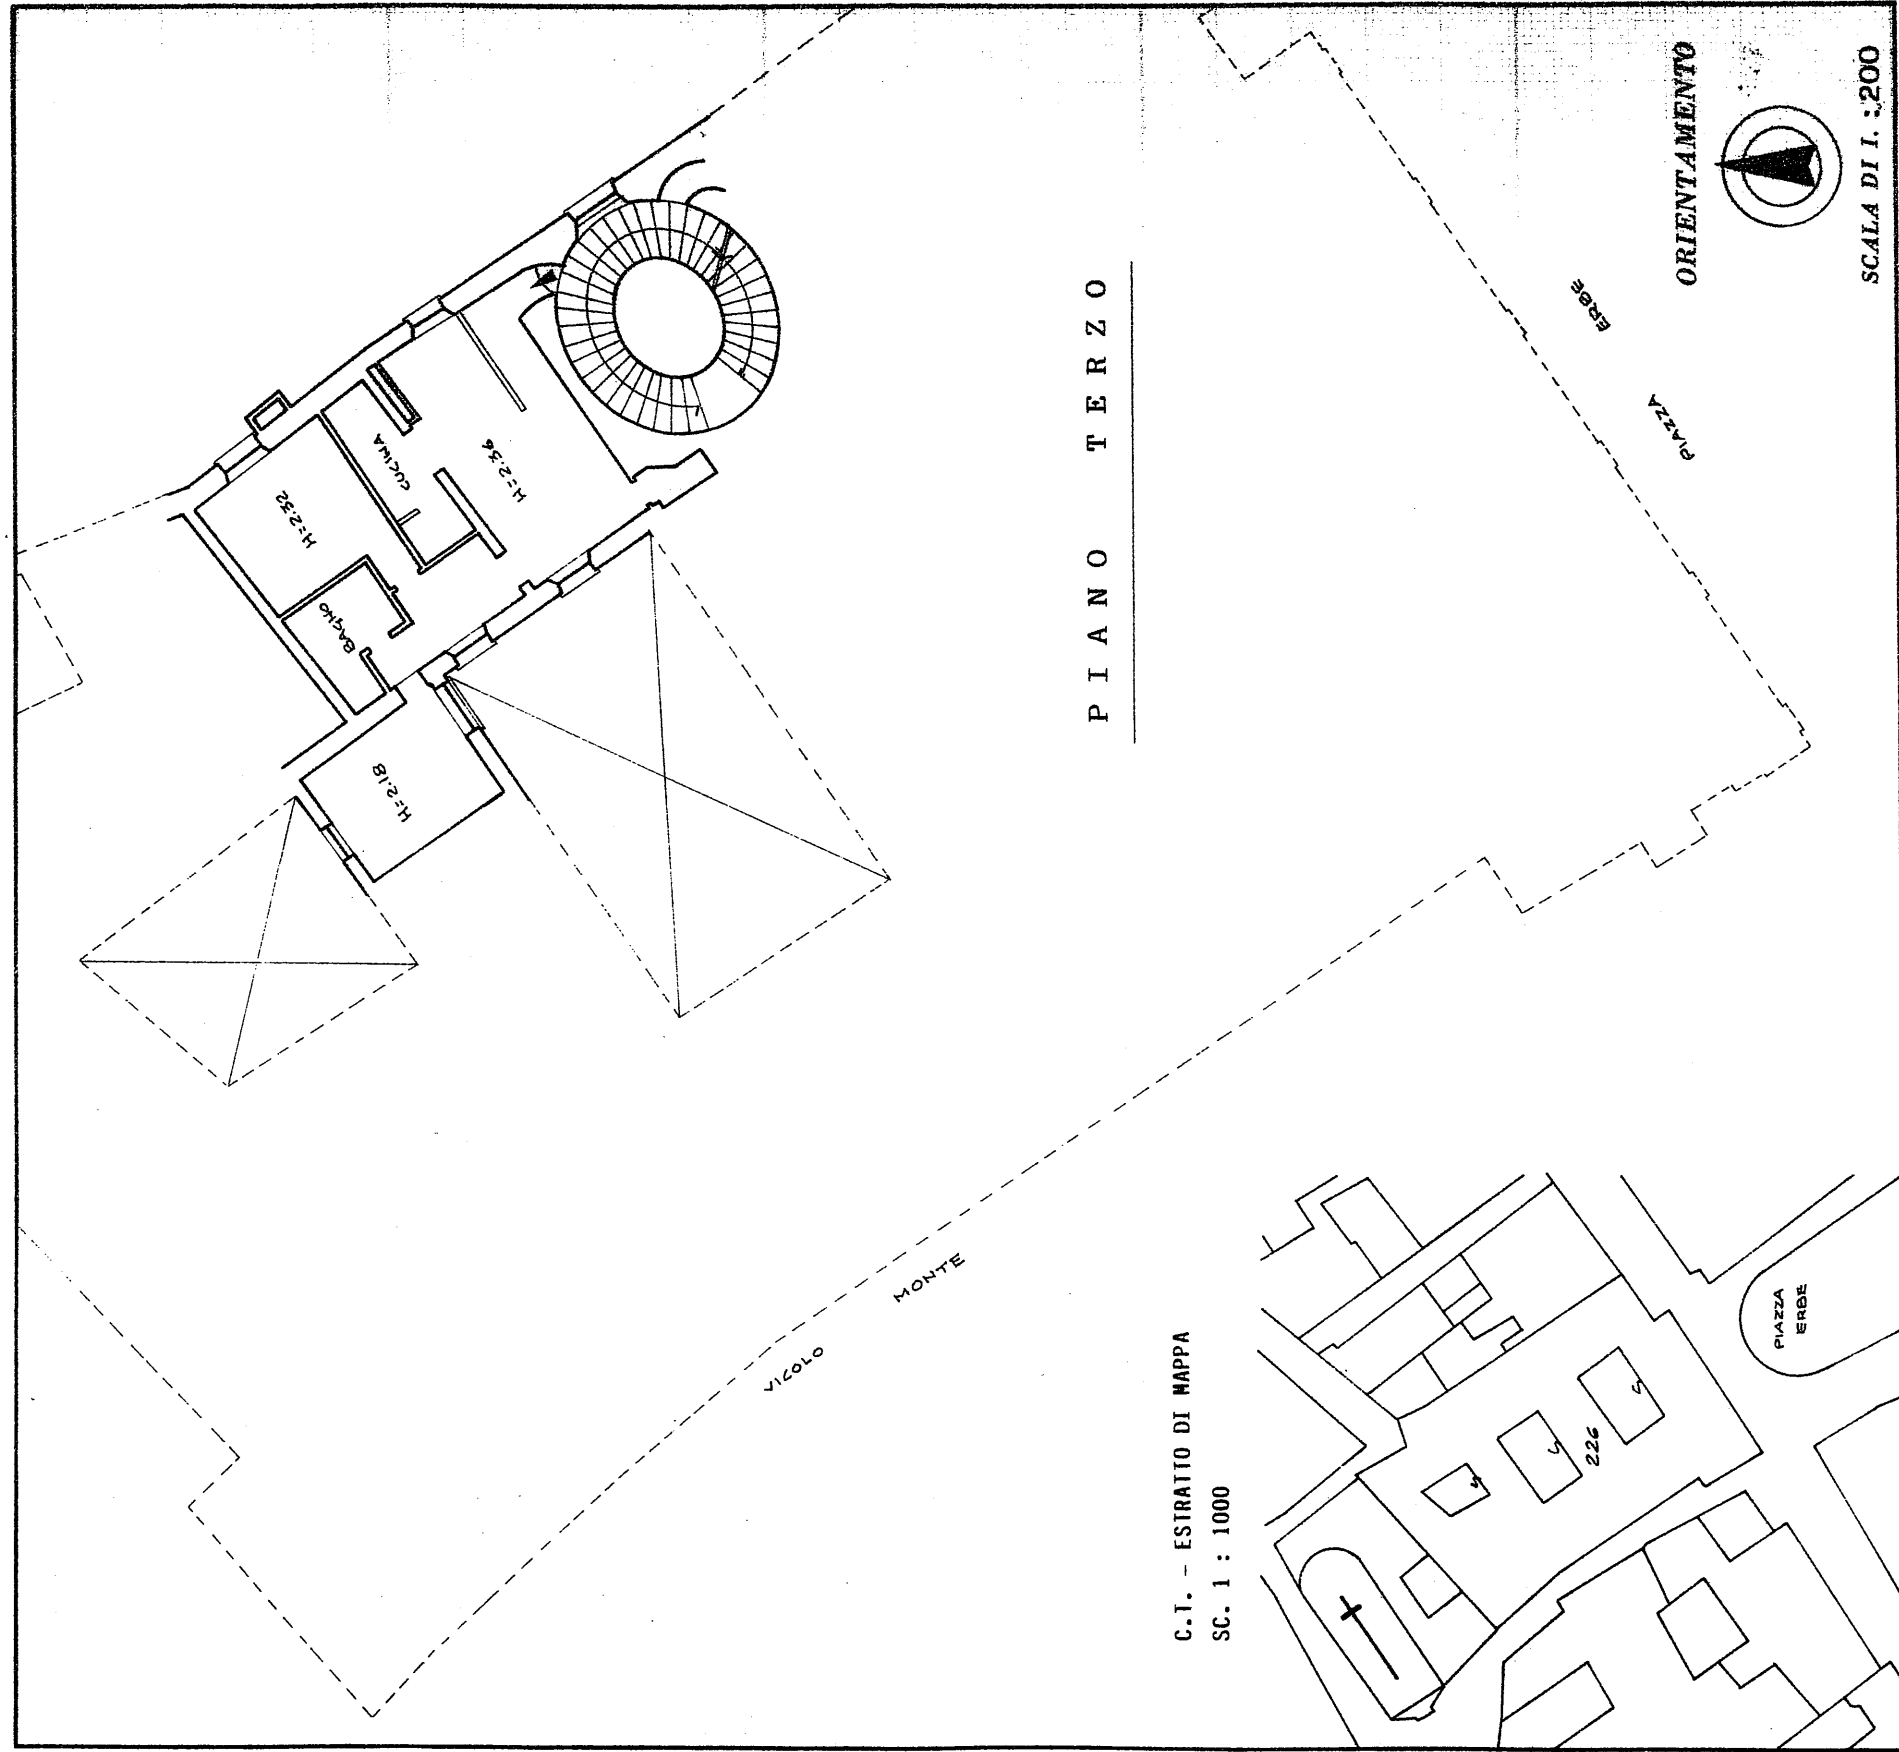 ORIENTAMENTO
SCALA DI I. : 200
PIANO TERZO
H=2.32
CUCINA
H=2.36
BAGNO
H=2.18
PIAZZA ERBE
VICOLO MONTE
C.T. - ESTRATTO DI MAPPA
SC. 1 : 1000
226
PIAZZA
ERBE